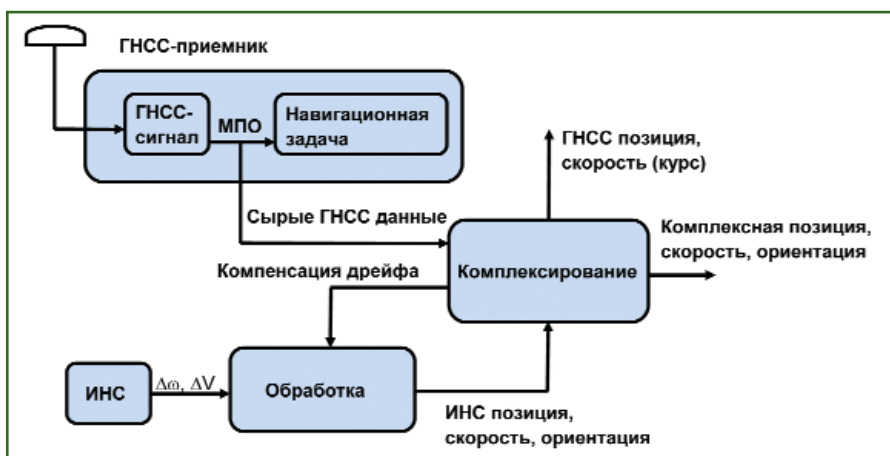 ГНСС-приемник
ГНСС-
сигнал
МПО
Навигационная
задача
ГНСС позиция,
скорость (курс)
Сырые ГНСС данные
Комплексная позиция,
скорость, ориентация
Компенсация дрейфа
Комплексирование
ИНС
Δω, ΔV
Обработка
ИНС позиция,
скорость, ориентация